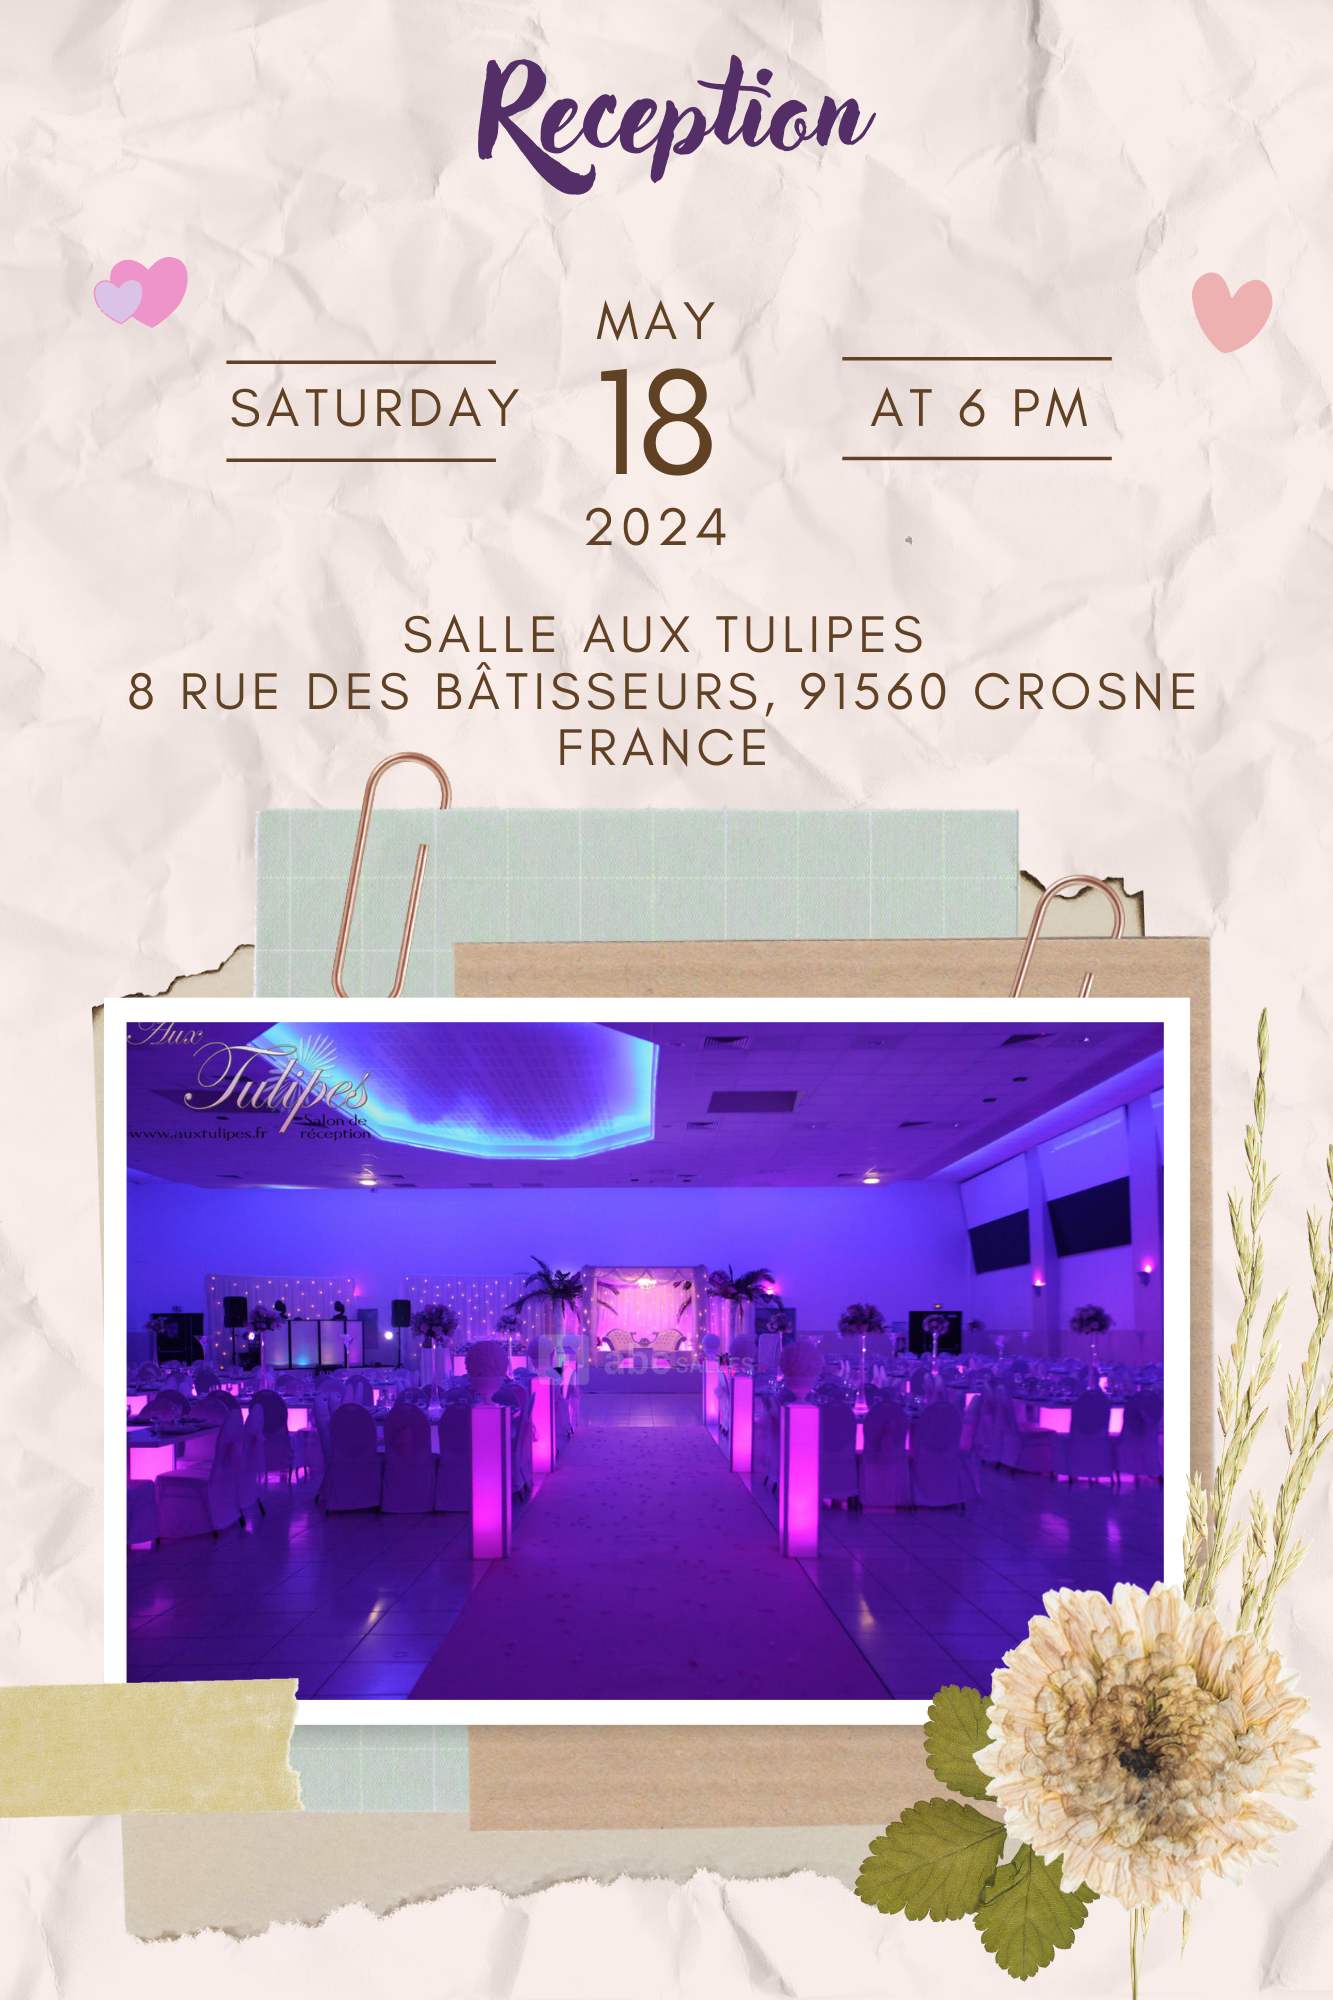 Reception
MAY
SATURDAY
18
AT 6 PM
2024
SALLE AUX TULIPES
8 RUE DES BÂTISSEURS, 91560 CROSNE
FRANCE
Aux
Tulipes
Salon de
www.auxtulipes.fr réception
abc SALLES